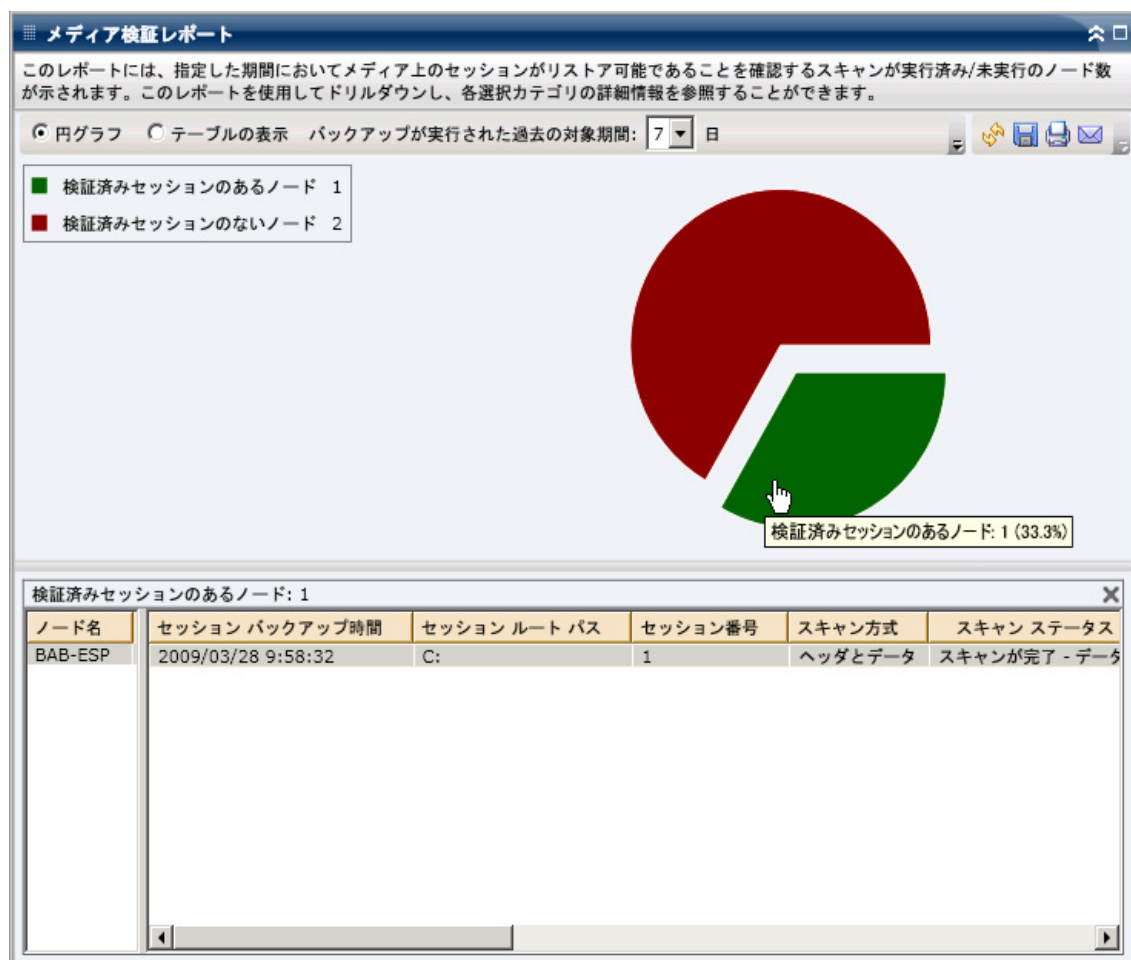 メディア検証レポート
このレポートには、指定した期間においてメディア上のセッションがリストア可能であることを確認するスキャンが実行済み/未実行のノード数
が示されます。このレポートを使用してドリルダウンし、各選択カテゴリの詳細情報を参照することができます。
円グラフ テーブルの表示 バックアップが実行された過去の対象期間: 7 日
検証済みセッションのあるノード 1
検証済みセッションのないノード 2
検証済みセッションのあるノード: 1 (33.3%)
検証済みセッションのあるノード: 1
ノード名 セッション バックアップ時間 セッション ルート パス セッション番号 スキャン方式 スキャン ステータス
BAB-ESP 2009/03/28 9:58:32 C: 1 ヘッダとデータ スキャンが完了 - データ